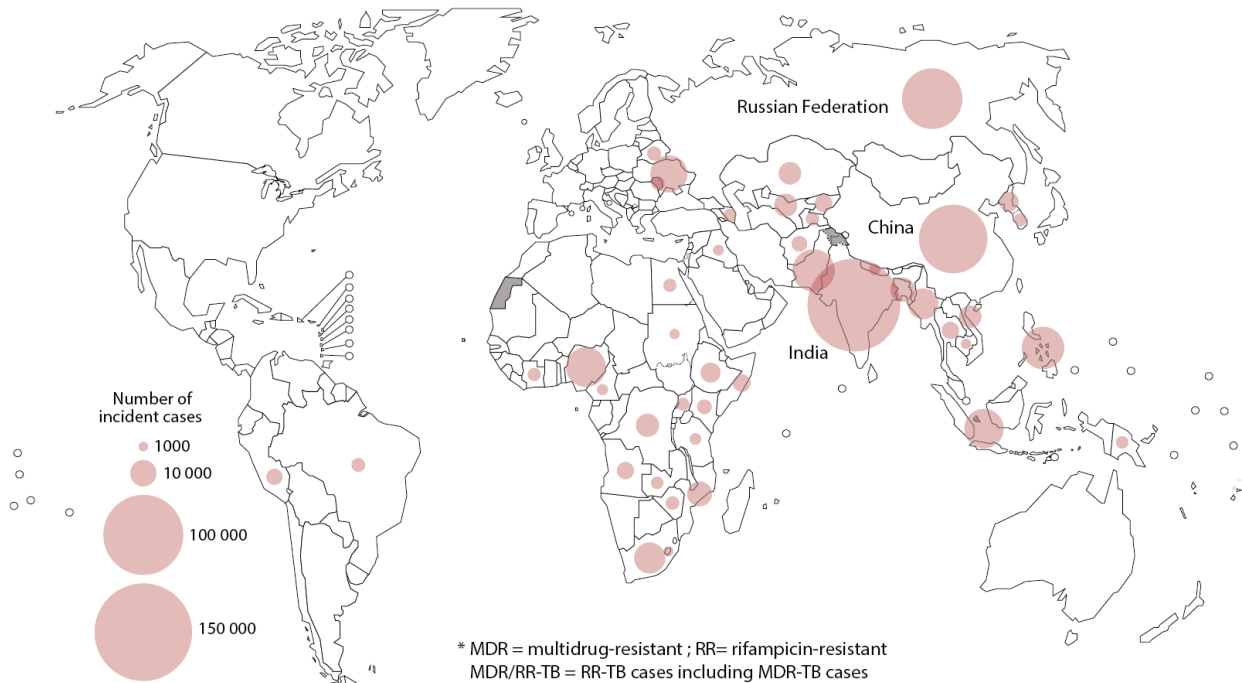 Russian Federation
China
India
Number of
incident cases
1000
10 000
100 000
150 000
* MDR = multidrug-resistant ; RR= rifampicin-resistant
MDR/RR-TB = RR-TB cases including MDR-TB cases